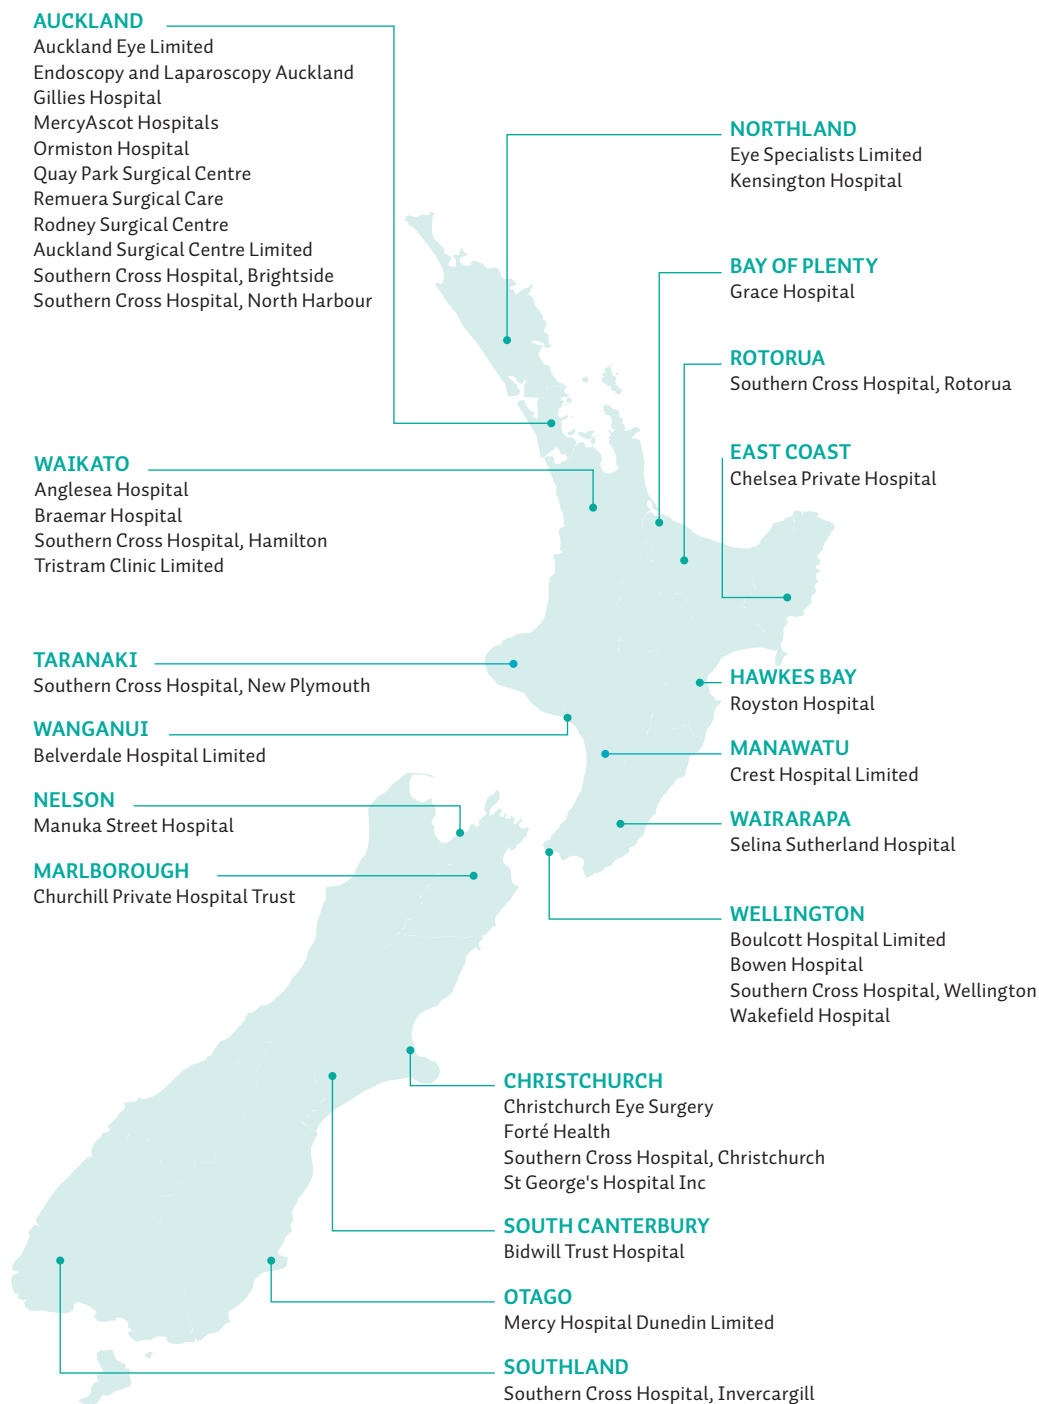 AUCKLAND
Auckland Eye Limited
Endoscopy and Laparoscopy Auckland
Gillies Hospital
MercyAscot Hospitals
Ormiston Hospital
Quay Park Surgical Centre
Remuera Surgical Care
Rodney Surgical Centre
Auckland Surgical Centre Limited
Southern Cross Hospital, Brightside
Southern Cross Hospital, North Harbour
WAIKATO
Anglesea Hospital
Braemar Hospital
Southern Cross Hospital, Hamilton
Tristram Clinic Limited
TARANAKI
Southern Cross Hospital, New Plymouth
WANGANUI
Belverdale Hospital Limited
NELSON
Manuka Street Hospital
MARLBOROUGH
Churchill Private Hospital Trust
NORTHLAND
Eye Specialists Limited
Kensington Hospital
BAY OF PLENTY
Grace Hospital
ROTORUA
Southern Cross Hospital, Rotorua
EAST COAST
Chelsea Private Hospital
HAWKES BAY
Royston Hospital
MANAWATU
Crest Hospital Limited
WAIRARAPA
Selina Sutherland Hospital
WELLINGTON
Boulcott Hospital Limited
Bowen Hospital
Southern Cross Hospital, Wellington
Wakefield Hospital
CHRISTCHURCH
Christchurch Eye Surgery
Forté Health
Southern Cross Hospital, Christchurch
St George's Hospital Inc
SOUTH CANTERBURY
Bidwill Trust Hospital
OTAGO
Mercy Hospital Dunedin Limited
SOUTHLAND
Southern Cross Hospital, Invercargill